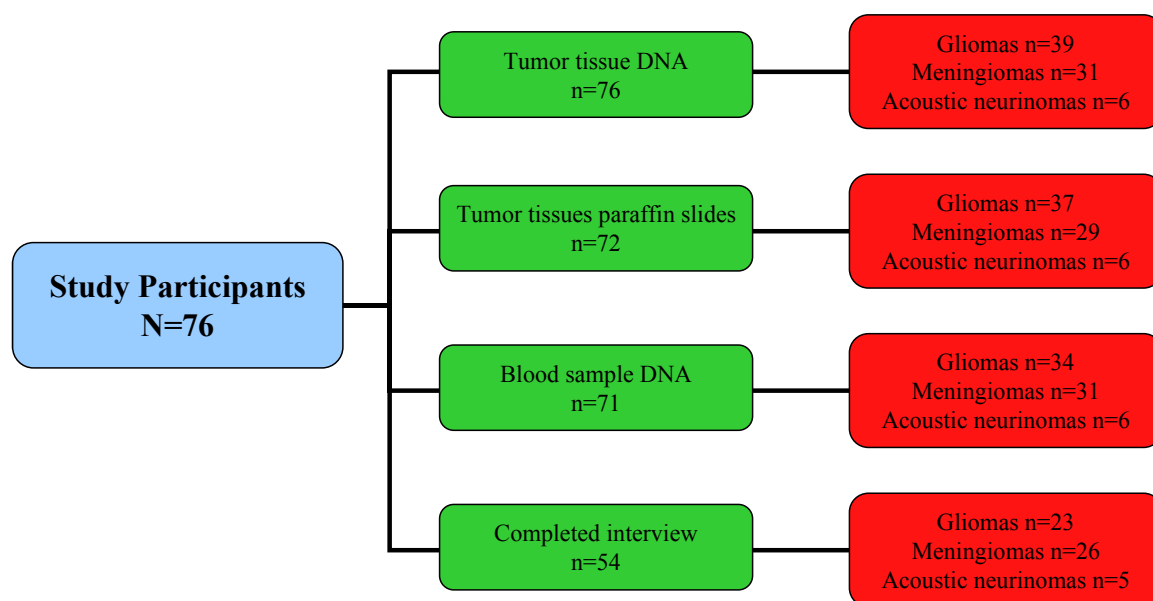 Study Participants
N=76
Tumor tissue DNA
n=76
Gliomas n=39
Meningiomas n=31
Acoustic neurinomas n=6
Tumor tissues paraffin slides
n=72
Gliomas n=37
Meningiomas n=29
Acoustic neurinomas n=6
Blood sample DNA
n=71
Gliomas n=34
Meningiomas n=31
Acoustic neurinomas n=6
Completed interview
n=54
Gliomas n=23
Meningiomas n=26
Acoustic neurinomas n=5